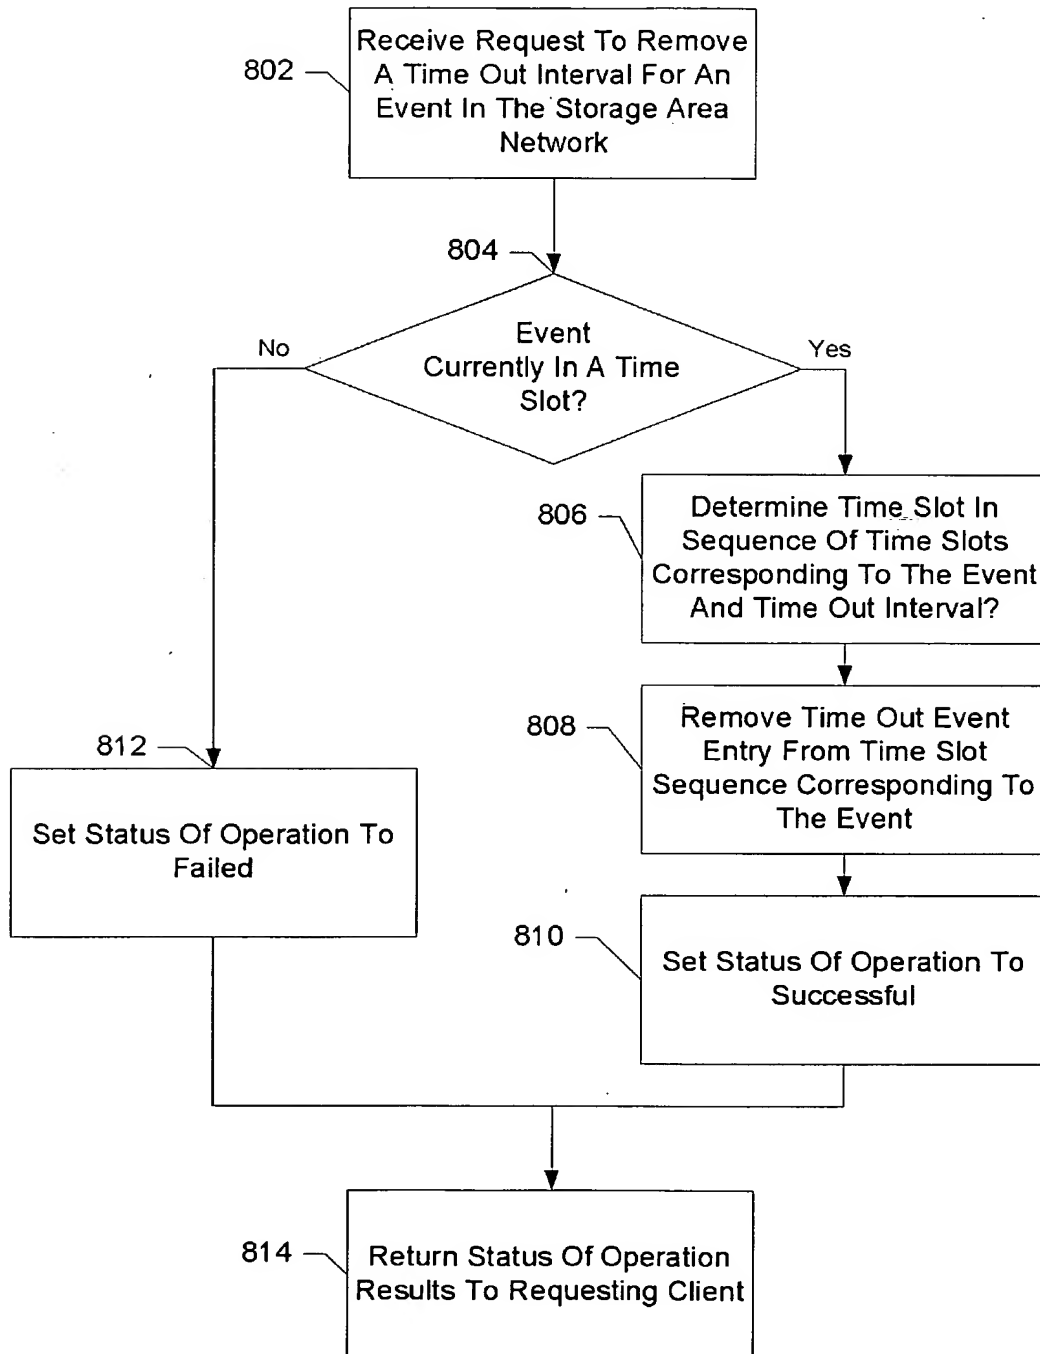 Receive Request To Remove
802
A Time Out Interval For An
Event In The Storage Area
Network
804
Event
No
Yes
Currently In A Time
Slot?
Determine Time Slot In
806
Sequence Of Time Slots
Corresponding To The Event
And Time Out Interval?
Remove Time Out Event
808
Entry From Time Slot
Sequence Corresponding To
The Event
812
Set Status Of Operation To
Failed
810
Set Status Of Operation To
Successful
814
Return Status Of Operation
Results To Requesting Client